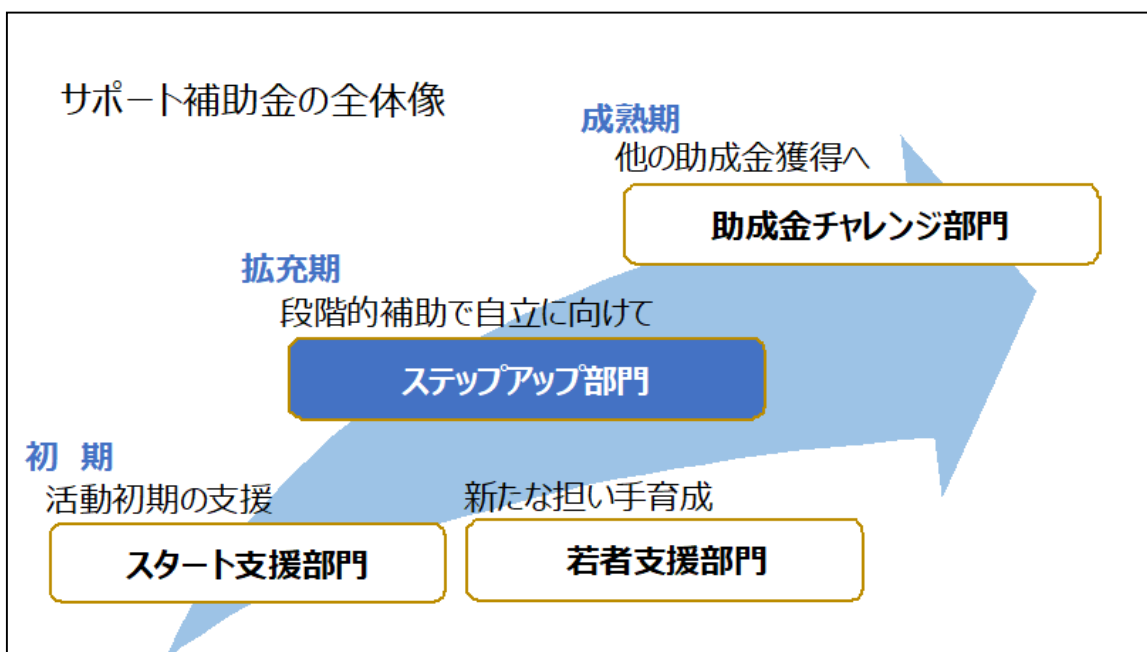 サポート補助金の全体像
成熟期
他の助成金獲得へ
助成金チャレンジ部門
拡充期
段階的補助で自立に向けて
ステップアップ部門
初　期
活動初期の支援
スタート支援部門
新たな担い手育成
若者支援部門